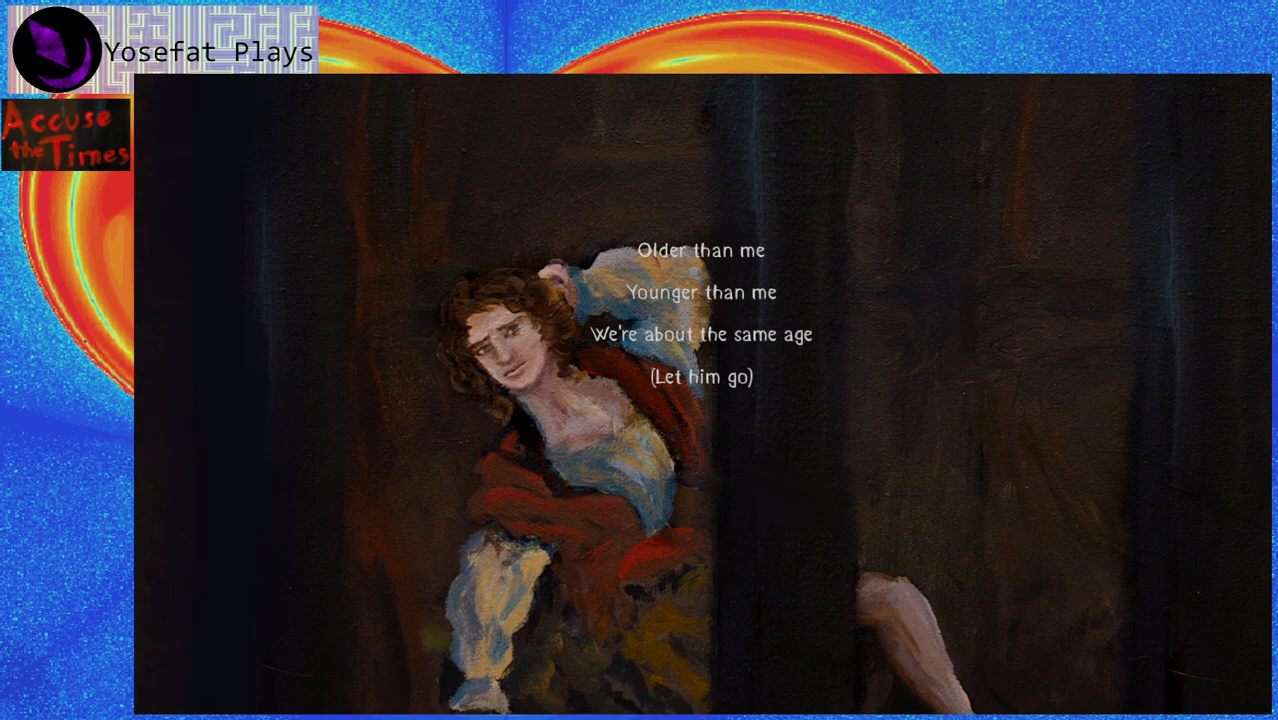 Yosefat Plays
Accuse
the Times
Older than me
Younger than me
We're about the same age
(Let him go)